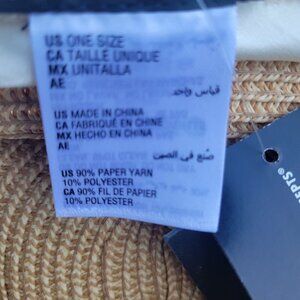 US ONE SIZE
CA TAILLE UNIQUE
MX UNITALLA
AE
قياس واحد
US MADE IN CHINA
CA FABRIQUÉ EN CHINE
MX HECHO EN CHINA
AE
صنع في الصين
US 90% PAPER YARN
10% POLYESTER
CA 90% FIL DE PAPIER
10% POLYESTER
EPTS®